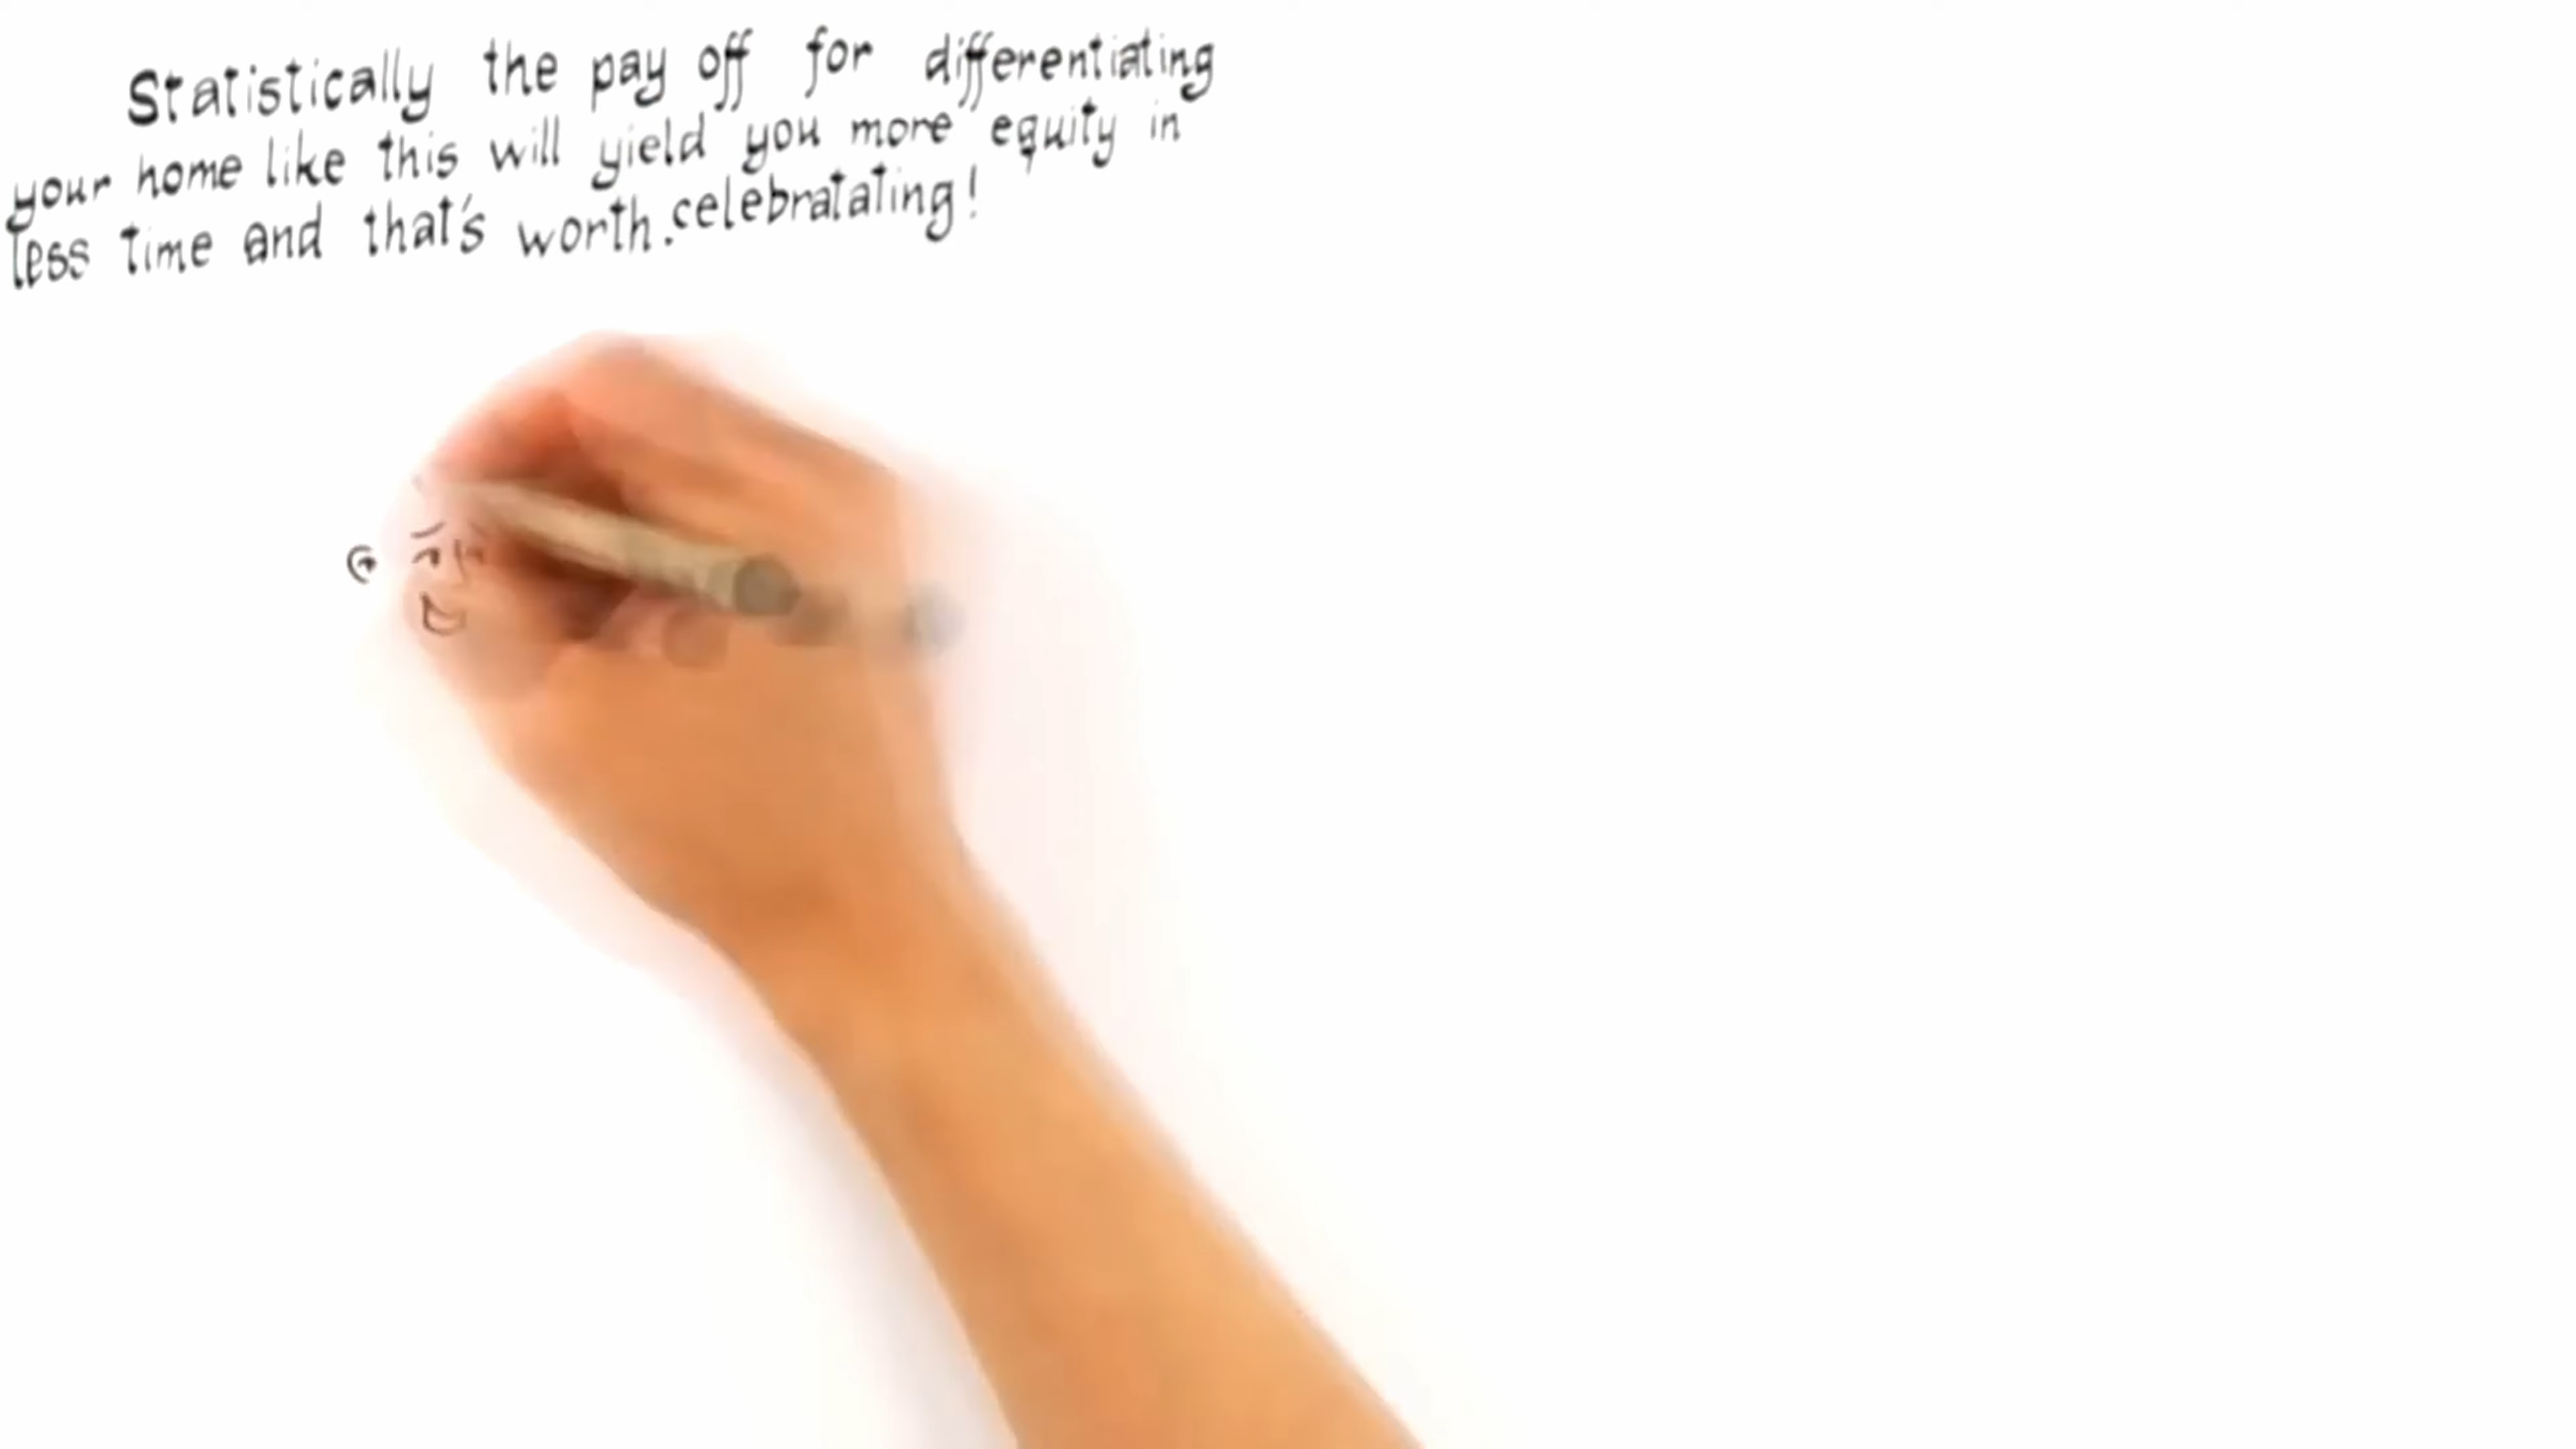 Statistically the pay off for differentiating
your home like this will yield you more equity in
less time and that's worth.celebratating!